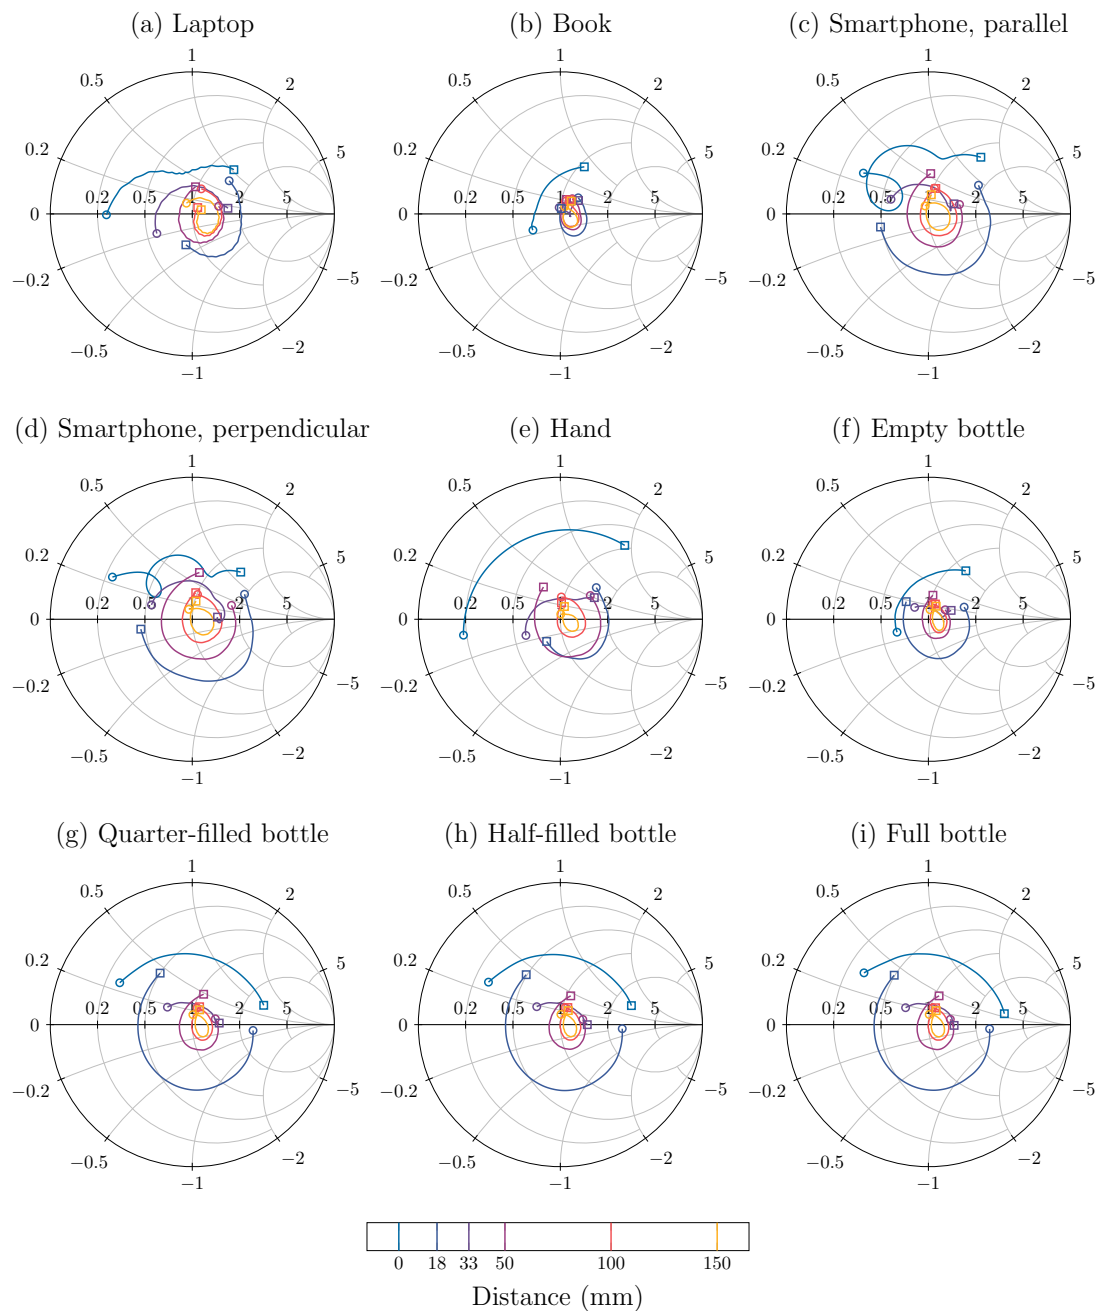 (a) Laptop (b) Book (c) Smartphone, parallel
1 1 1
0.5 2 0.5 2 0.5 2
0.2 5 0.2 5 0.2 5
0.2 0.5 1 2 5 0.2 0.5 1 2 5 0.2 0.5 1 2 5
0 0 0
−0.2 −5 −0.2 −5 −0.2 −5
−0.5 −2 −0.5 −2 −0.5 −2
−1 −1 −1
(d) Smartphone, perpendicular (e) Hand (f) Empty bottle
1 1 1
0.5 2 0.5 2 0.5 2
0.2 5 0.2 5 0.2 5
0.2 0.5 1 2 5 0.2 0.5 1 2 5 0.2 0.5 1 2 5
0 0 0
−0.2 −5 −0.2 −5 −0.2 −5
−0.5 −2 −0.5 −2 −0.5 −2
−1 −1 −1
(g) Quarter-filled bottle (h) Half-filled bottle (i) Full bottle
1 1 1
0.5 2 0.5 2 0.5 2
0.2 5 0.2 5 0.2 5
0.2 0.5 1 2 5 0.2 0.5 1 2 5 0.2 0.5 1 2 5
0 0 0
−0.2 −5 −0.2 −5 −0.2 −5
−0.5 −2 −0.5 −2 −0.5 −2
−1 −1 −1
0 18 33 50 100 150
Distance (mm)